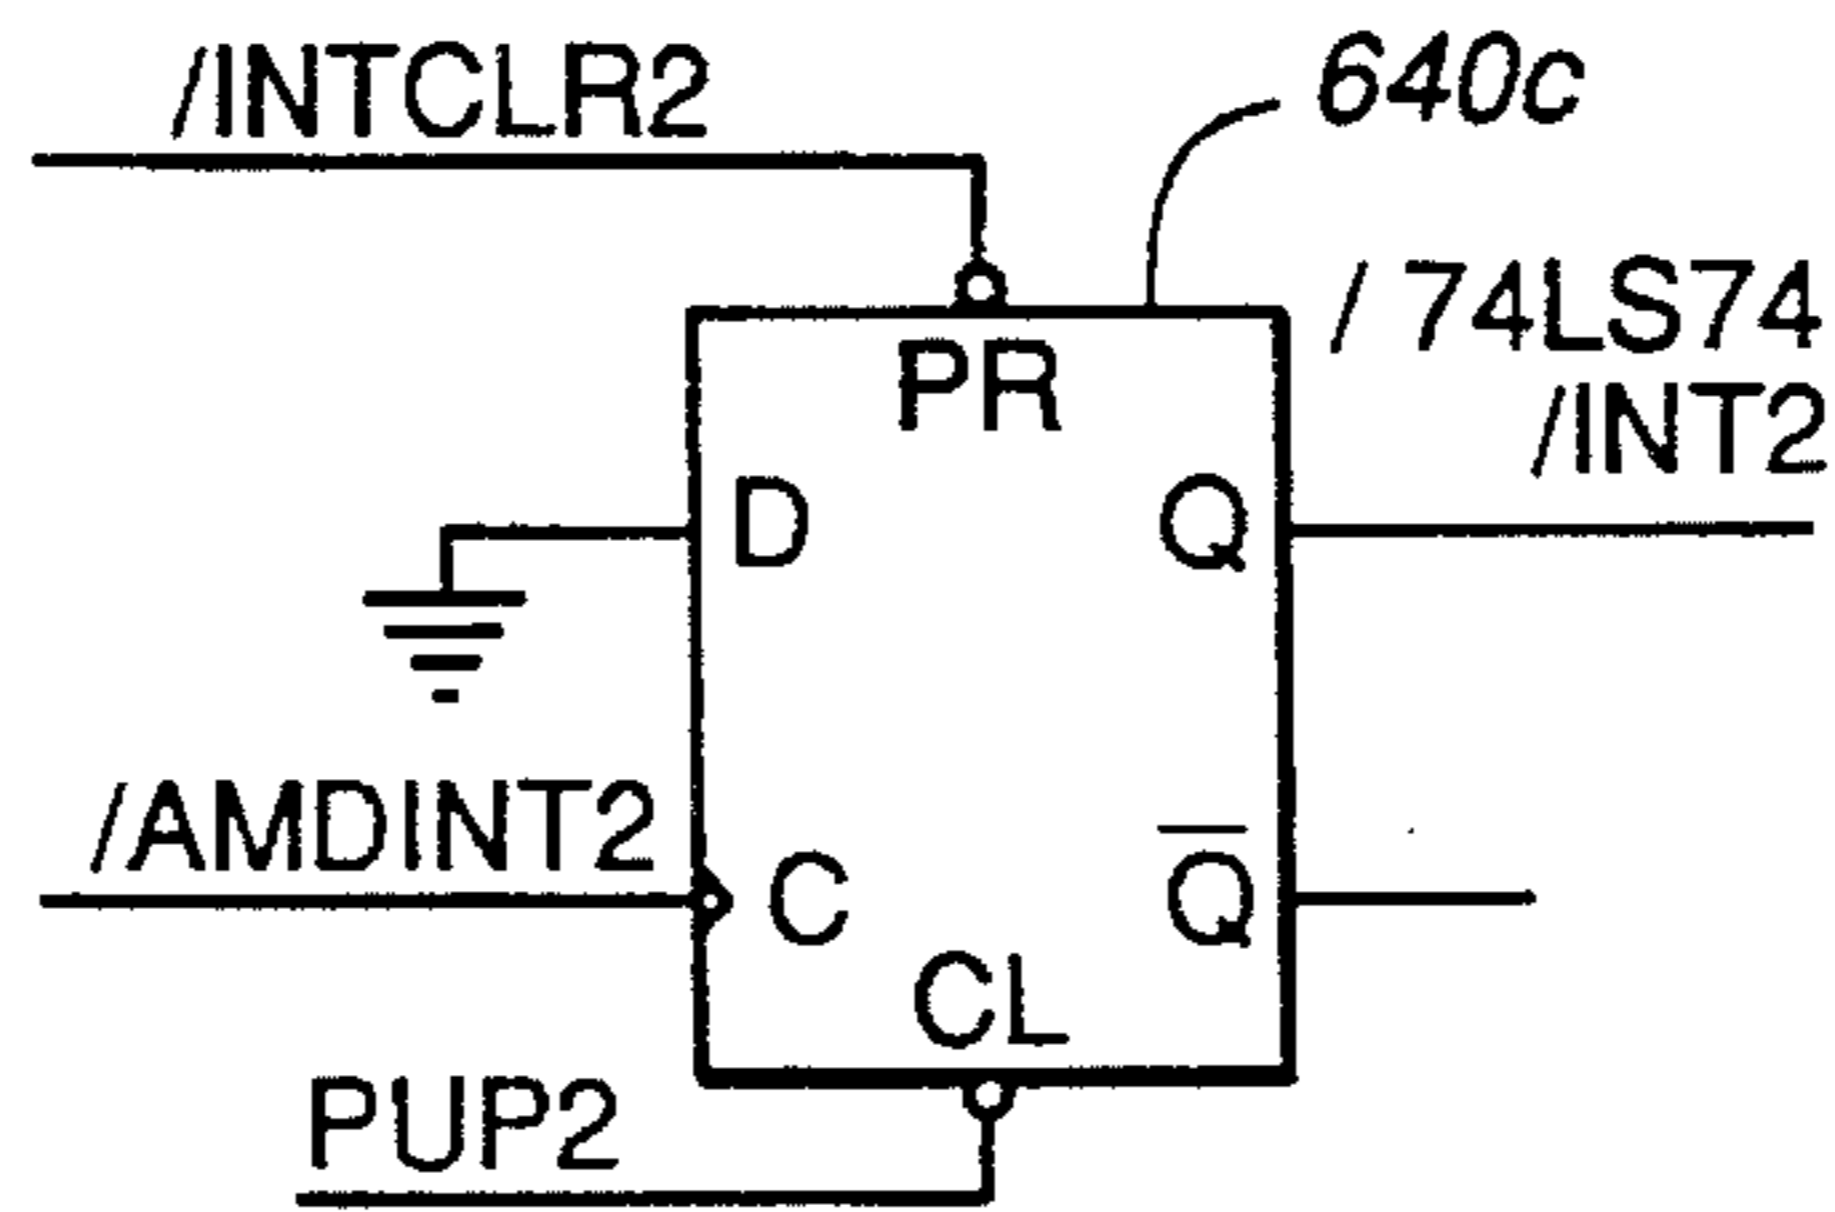 /INTCLR2
640c
/ 74LS74
/INT2
PR
D
Q
/AMDINT2
C
Q̅
CL
PUP2